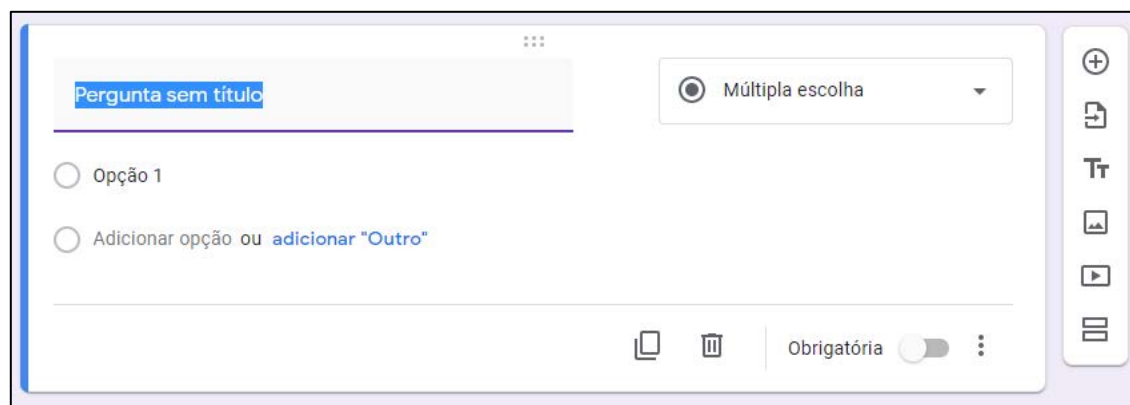 Pergunta sem título
Múltipla escolha
Opção 1
Adicionar opção ou adicionar "Outro"
Obrigatória